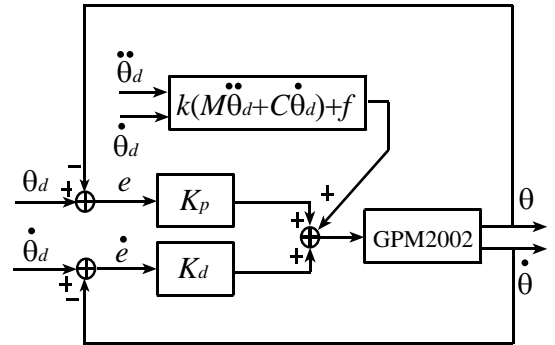 θ̈d
k(Mθ̈d+Cθ̇d)+f
θ̇d
−
θd
+
e
Kp
+
+
θ
GPM2002
θ̇d
ė
Kd
+
θ̇
+
−